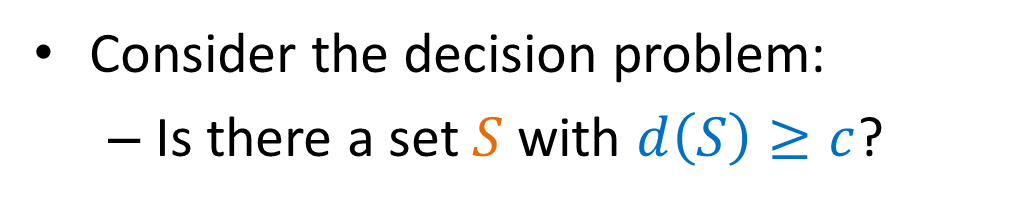 • Consider the decision problem:
– Is there a set S with d(S) ≥ c?